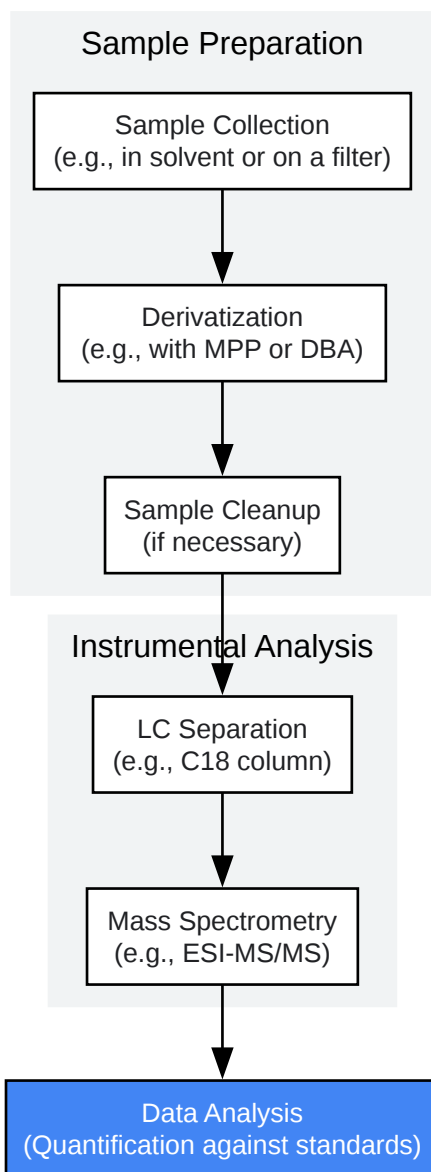 Sample Preparation
Sample Collection
(e.g., in solvent or on a filter)
Derivatization
(e.g., with MPP or DBA)
Sample Cleanup
(if necessary)
Instrumental Analysis
LC Separation
(e.g., C18 column)
Mass Spectrometry
(e.g., ESI-MS/MS)
Data Analysis
(Quantification against standards)